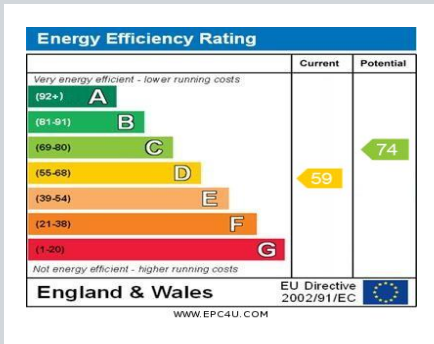 Energy Efficiency Rating
Current Potential
Very energy efficient - lower running costs
(92+) A
(81-91) B
(69-80) C
74
(55-68) D
59
(39-54) E
(21-38) F
(1-20) G
Not energy efficient - higher running costs
England & Wales
EU Directive
2002/91/EC
WWW.EPC4U.COM